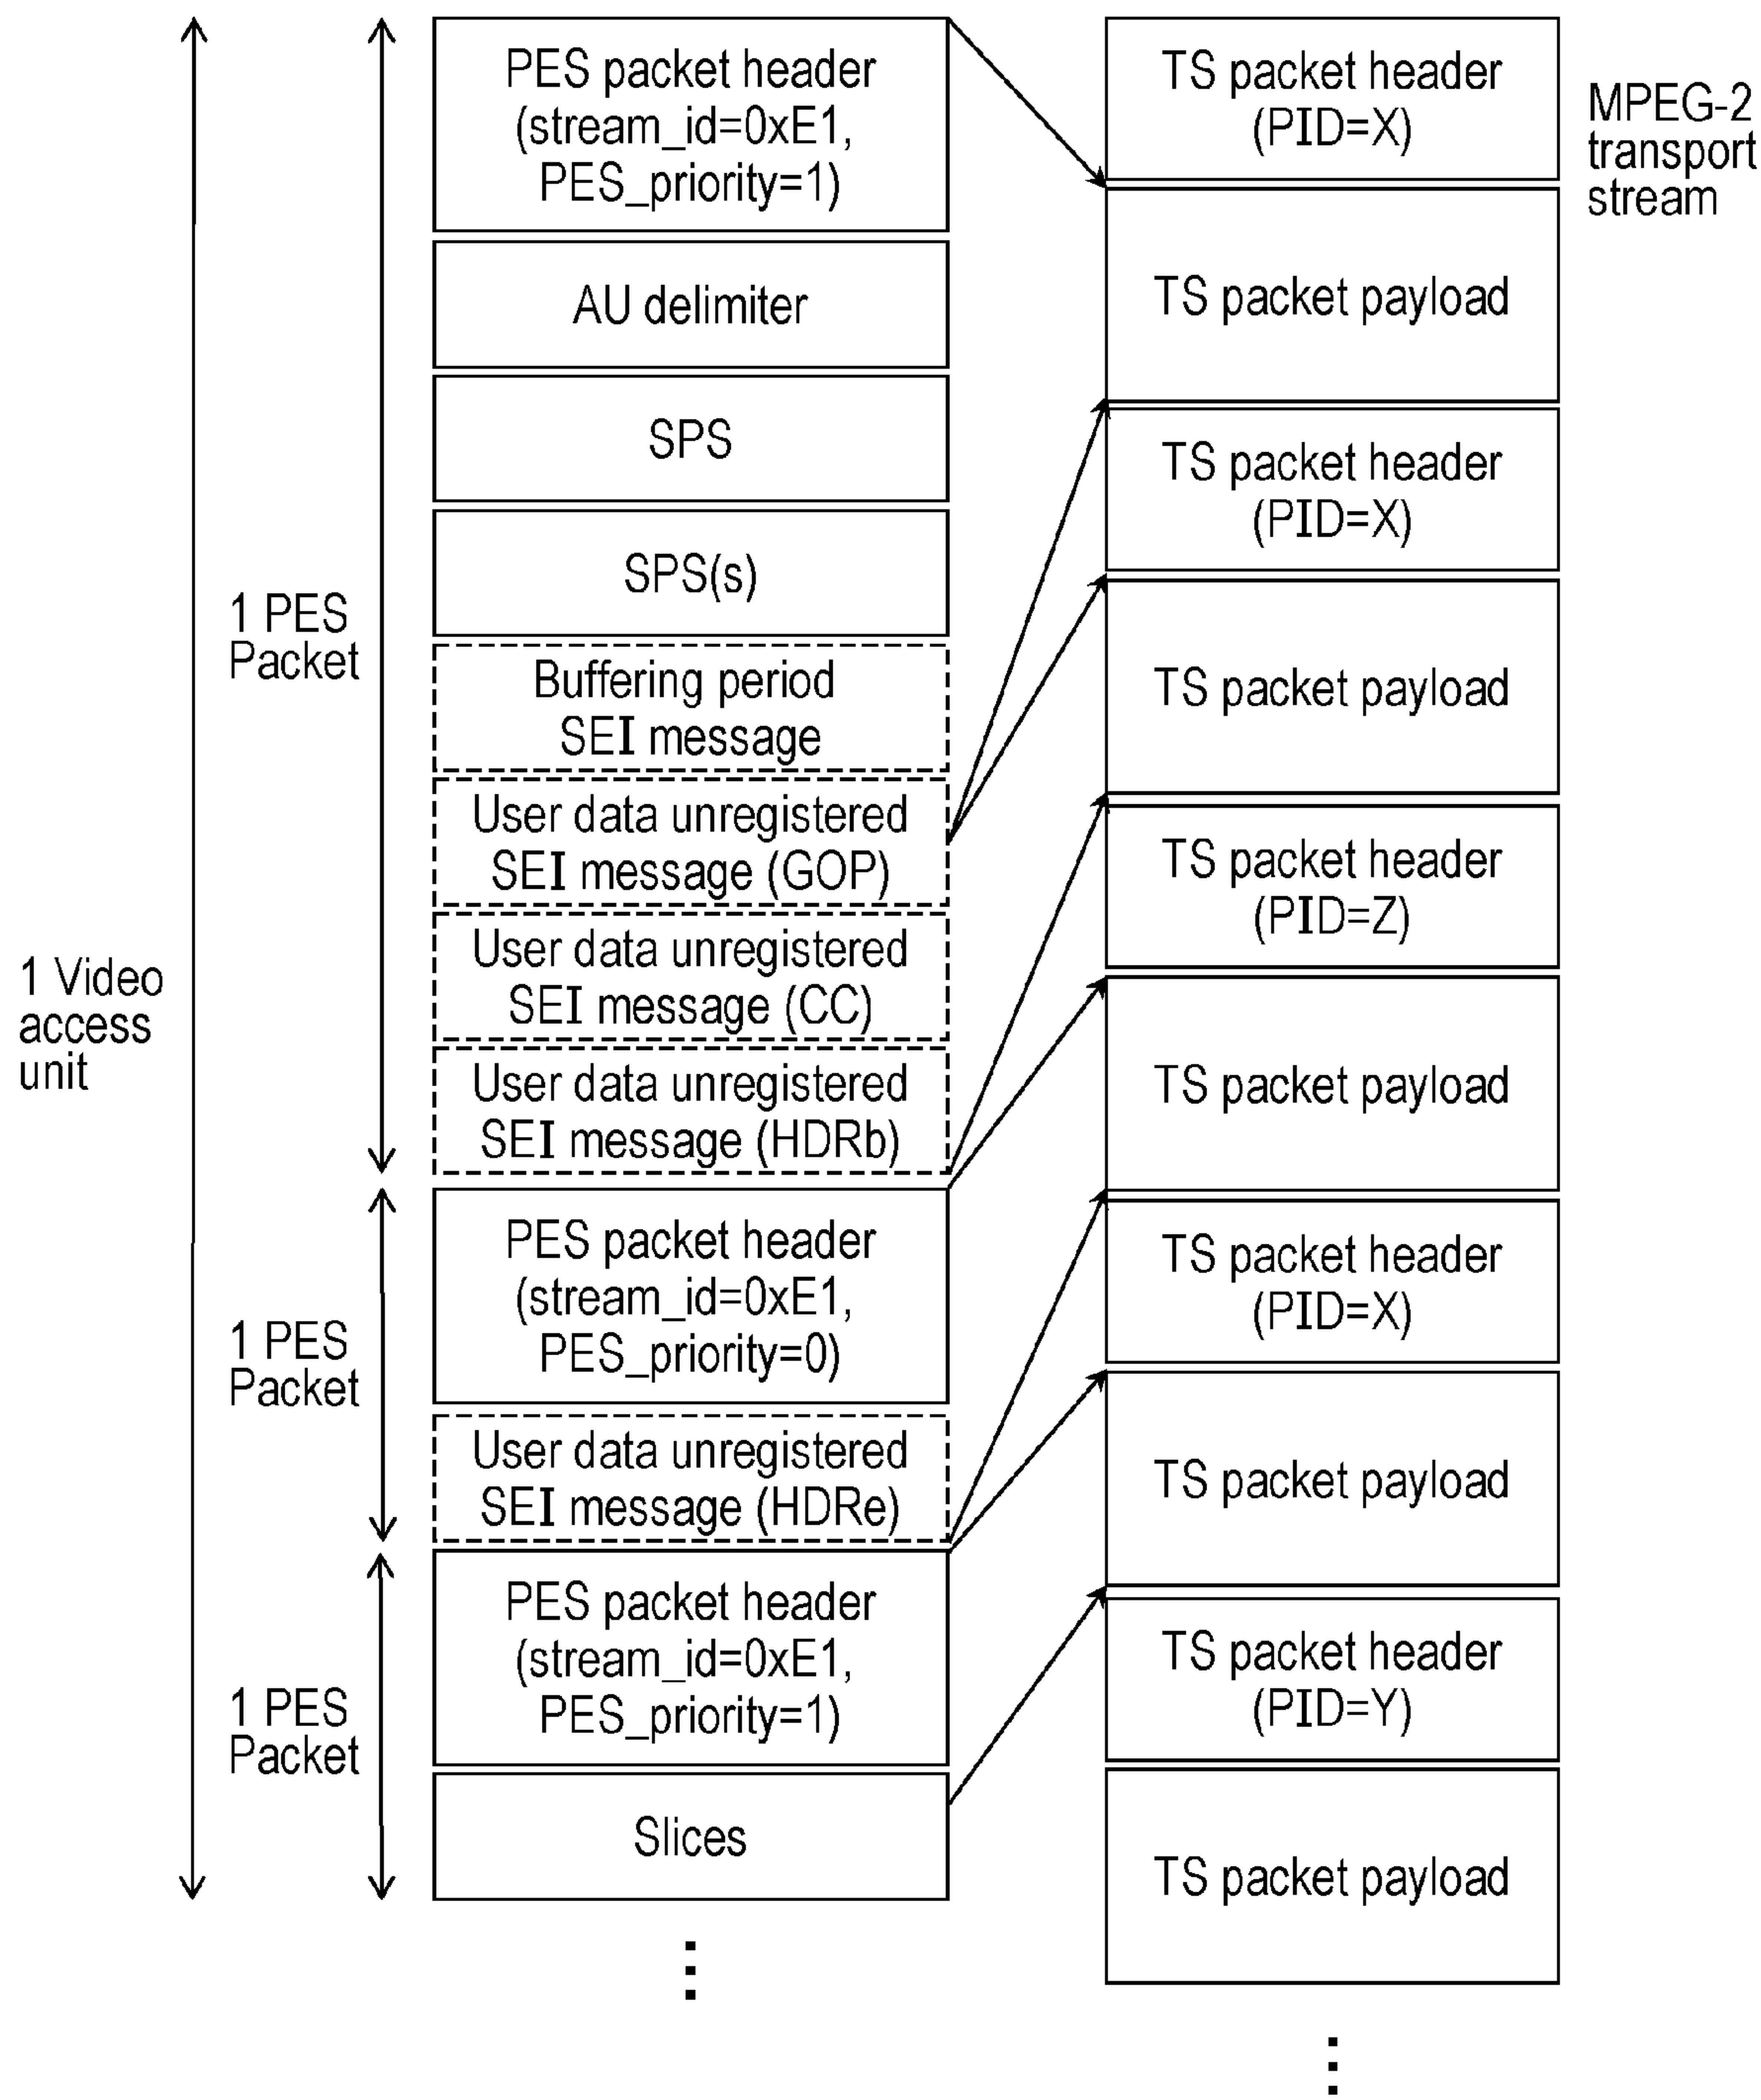 PES packet header
(stream_id=0xE1,
PES_priority=1)
AU delimiter
SPS
SPS(s)
Buffering period
SEI message
User data unregistered
SEI message (GOP)
User data unregistered
SEI message (CC)
User data unregistered
SEI message (HDRb)
PES packet header
(stream_id=0xE1,
PES_priority=0)
User data unregistered
SEI message (HDRe)
PES packet header
(stream_id=0xE1,
PES_priority=1)
Slices
1 Video
access
unit
1 PES
Packet
1 PES
Packet
1 PES
Packet
TS packet header
(PID=X)
TS packet payload
TS packet header
(PID=X)
TS packet payload
TS packet header
(PID=Z)
TS packet payload
TS packet header
(PID=X)
TS packet payload
TS packet header
(PID=Y)
TS packet payload
MPEG-2
transport
stream